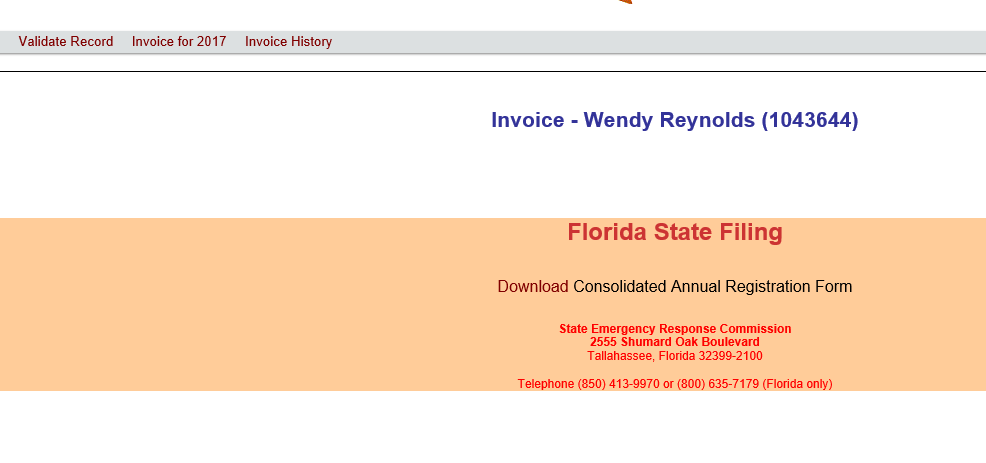 Validate Record Invoice for 2017 Invoice History
Invoice - Wendy Reynolds (1043644)
Florida State Filing
Download Consolidated Annual Registration Form
State Emergency Response Commission
2555 Shumard Oak Boulevard
Tallahassee, Florida 32399-2100
Telephone (850) 413-9970 or (800) 635-7179 (Florida only)